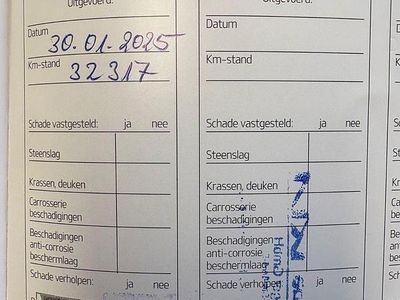 Uitgevoerd:
Datum 30.01.2025
Km-stand 32317
Schade vastgesteld: ja nee
Steenslag
Krassen, deuken
Carrosserie
beschadigingen
Beschadigingen
anti-corrosie
beschermlaag
Schade verholpen: ja nee
Uitgevoerd:
Datum
Km-stand
Schade vastgesteld: ja nee
Steenslag
Krassen, deuken
Carrosserie
beschadigingen
Beschadigingen
anti-corrosie
beschermlaag
Schade verholpen: ja nee